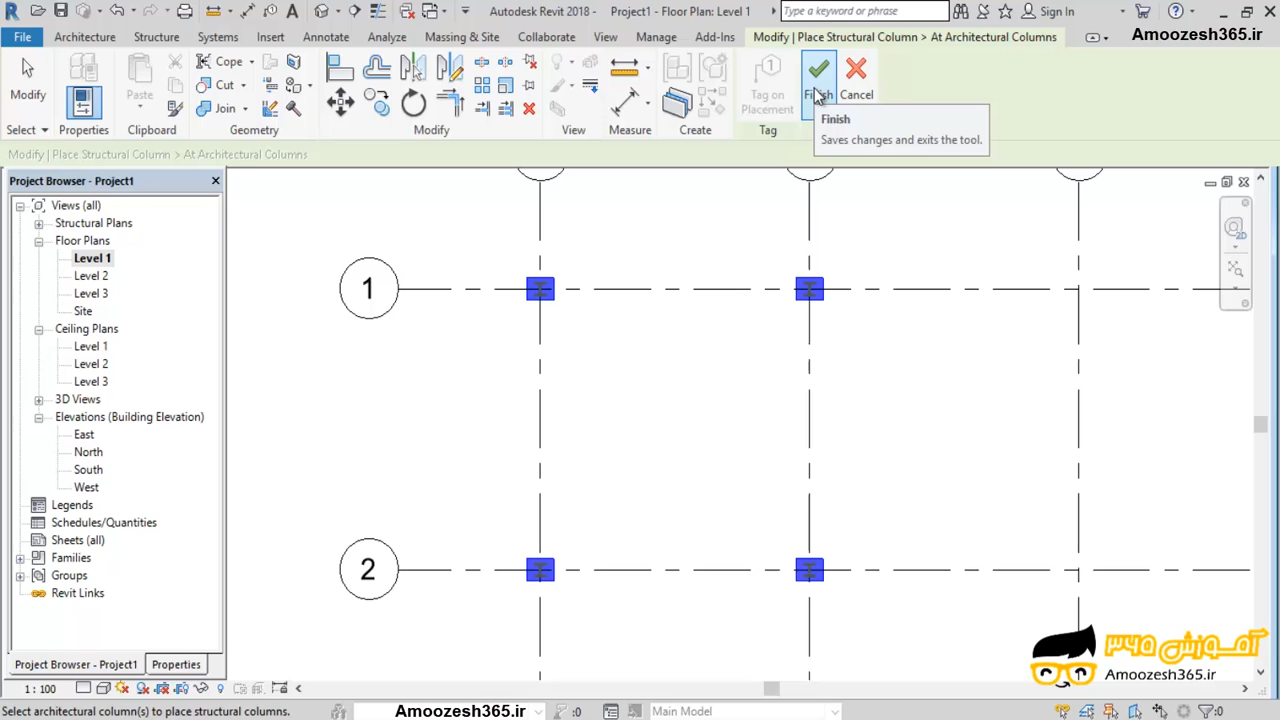 Autodesk Revit 2018 - Project1 - Floor Plan: Level 1
Type a keyword or phrase
Sign In
File Architecture Structure Systems Insert Annotate Analyze Massing & Site Collaborate View Manage Add-Ins Modify | Place Structural Column > At Architectural Columns
Amoozesh365.ir
Modify
Paste
Cope
Cut
Join
1
Tag on
Placement
Finish
Cancel
Select Properties Clipboard Geometry Modify View Measure Create Tag
Finish
Saves changes and exits the tool.
Modify | Place Structural Column > At Architectural Columns
Project Browser - Project1
Views (all)
Structural Plans
Floor Plans
Level 1
Level 2
Level 3
Site
Ceiling Plans
Level 1
Level 2
Level 3
3D Views
Elevations (Building Elevation)
East
North
South
West
Legends
Schedules/Quantities
Sheets (all)
Families
Groups
Revit Links
Project Browser - Project1 Properties
1
2
2D
آموزش ۳۶۵
Amoozesh365.ir
1 : 100
Select architectural column(s) to place structural columns.
Amoozesh365.ir
:0
Main Model
:0